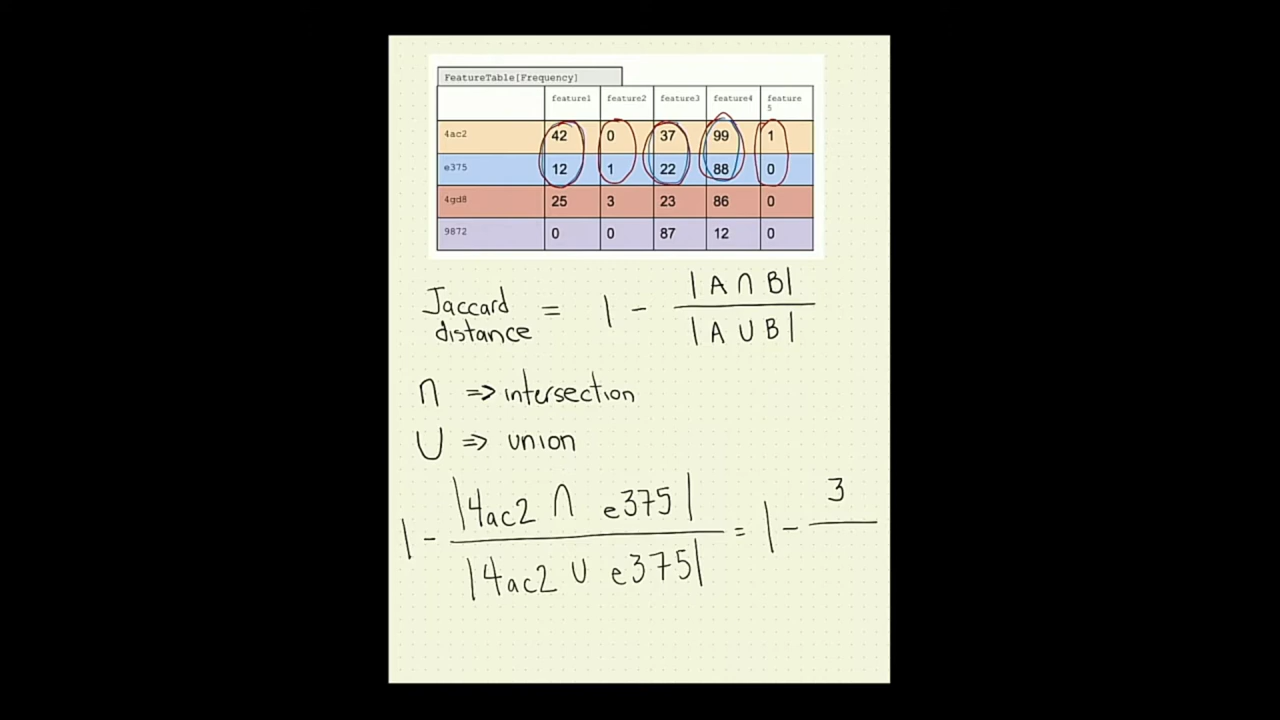 FeatureTable[Frequency]
feature1 feature2 feature3 feature4 feature 5
4ac2 42 0 37 99 1
e375 12 1 22 88 0
4gd8 25 3 23 86 0
9872 0 0 87 12 0
Jaccard distance = 1 - |A ∩ B| / |A ∪ B|
∩ => intersection
∪ => union
1 - |4ac2 ∩ e375| / |4ac2 ∪ e375| = 1 - 3